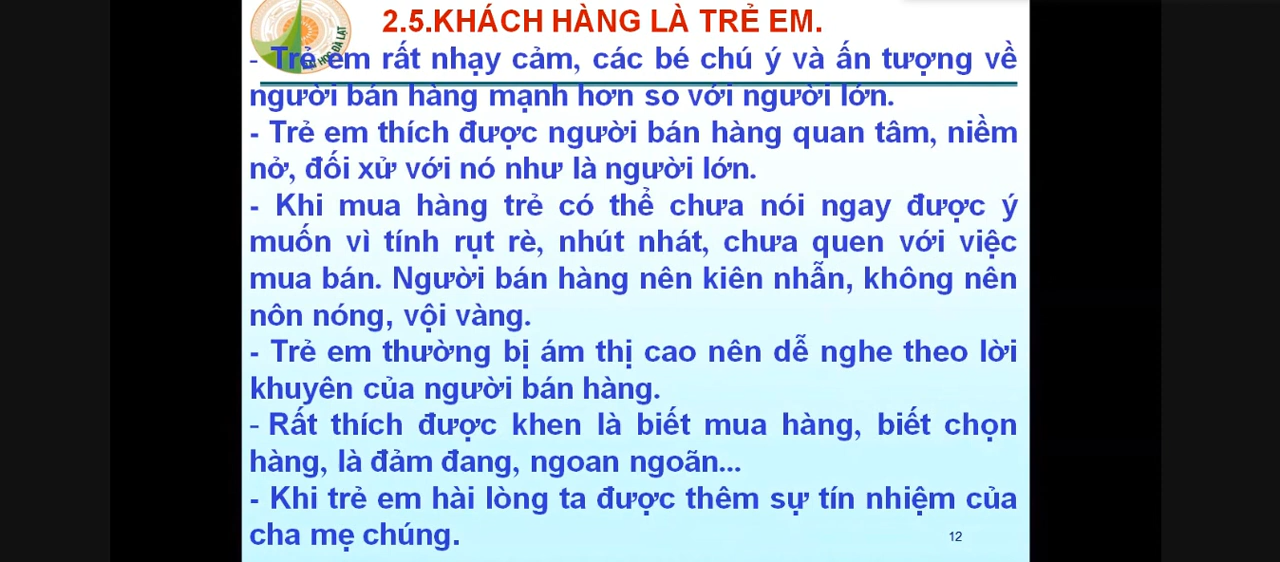 2.5.KHÁCH HÀNG LÀ TRẺ EM.
- Trẻ em rất nhạy cảm, các bé chú ý và ấn tượng về
người bán hàng mạnh hơn so với người lớn.
- Trẻ em thích được người bán hàng quan tâm, niềm
nở, đối xử với nó như là người lớn.
- Khi mua hàng trẻ có thể chưa nói ngay được ý
muốn vì tính rụt rè, nhút nhát, chưa quen với việc
mua bán. Người bán hàng nên kiên nhẫn, không nên
nôn nóng, vội vàng.
- Trẻ em thường bị ám thị cao nên dễ nghe theo lời
khuyên của người bán hàng.
- Rất thích được khen là biết mua hàng, biết chọn
hàng, là đảm đang, ngoan ngoãn...
- Khi trẻ em hài lòng ta được thêm sự tín nhiệm của
cha mẹ chúng.
12